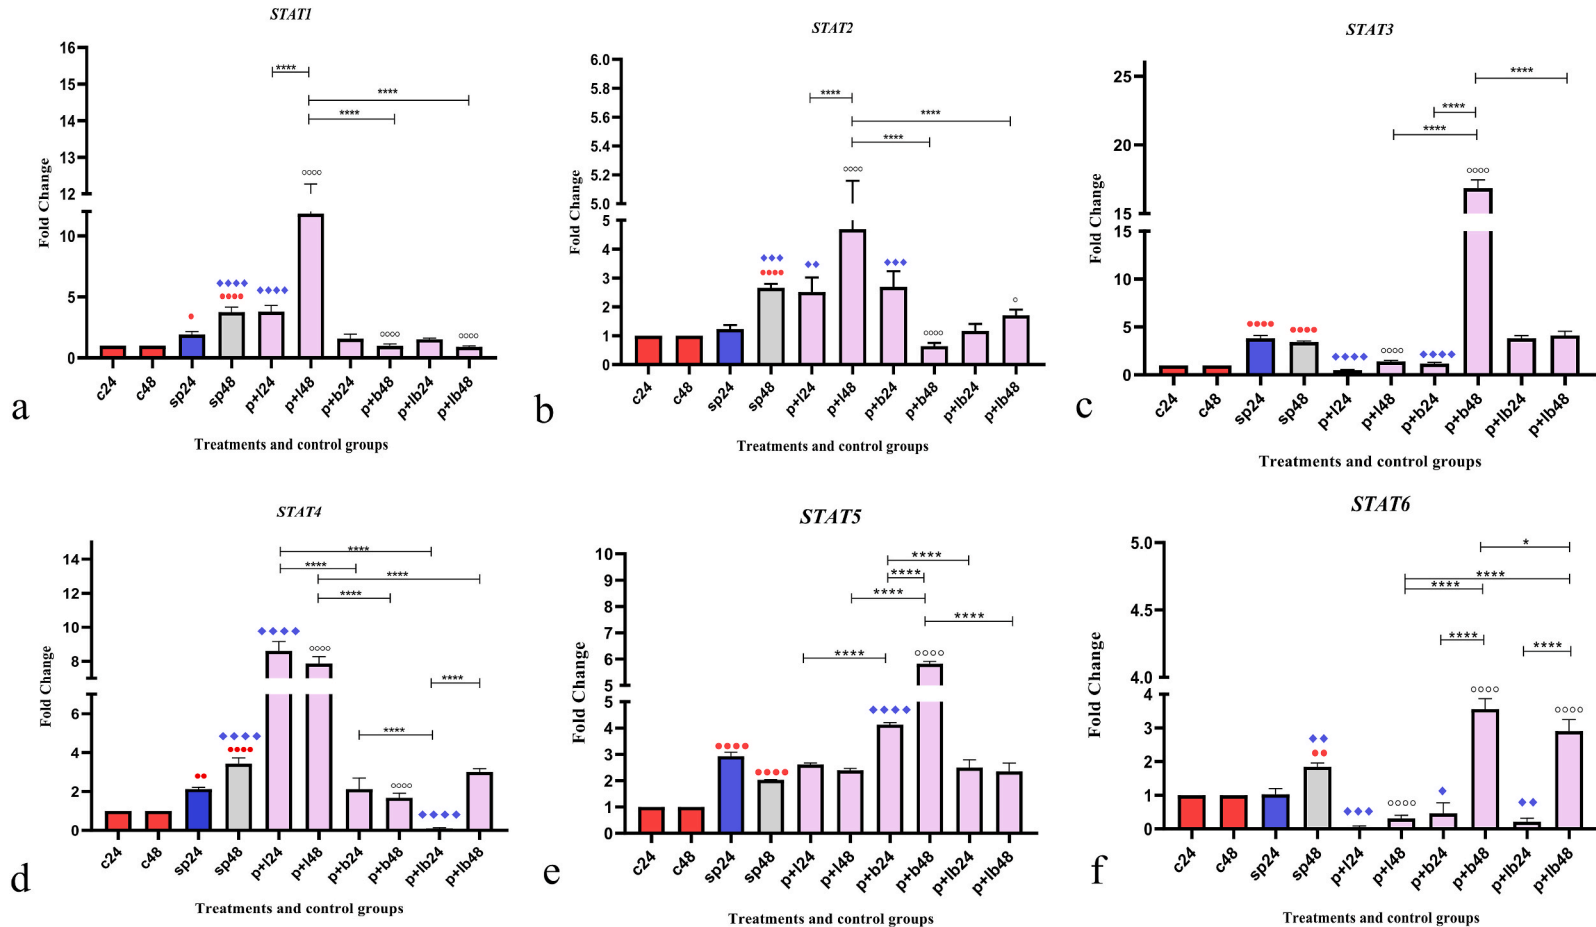 STAT1
16
15
14
13
12
10
5
0
Fold Change
****
****
****
c24
c48
sp24
sp48
p+l24
p+l48
p+b24
p+b48
p+lb24
p+lb48
Treatments and control groups
a
STAT2
6.0
5.8
5.6
5.4
5.2
5.0
5
4
3
2
1
0
Fold Change
****
****
****
c24
c48
sp24
sp48
p+l24
p+l48
p+b24
p+b48
p+lb24
p+lb48
Treatments and control groups
b
STAT3
25
20
15
15
10
5
0
Fold Change
****
****
****
c24
c48
sp24
sp48
p+l24
p+l48
p+b24
p+b48
p+lb24
p+lb48
Treatments and control groups
c
STAT4
14
12
10
8
6
4
2
0
Fold Change
****
****
****
****
****
****
c24
c48
sp24
sp48
p+l24
p+l48
p+b24
p+b48
p+lb24
p+lb48
Treatments and control groups
d
STAT5
10
9
8
7
6
5
5
4
3
2
1
0
Fold Change
****
****
****
****
****
c24
c48
sp24
sp48
p+l24
p+l48
p+b24
p+b48
p+lb24
p+lb48
Treatments and control groups
e
STAT6
5.0
4.5
4.0
4
3
2
1
0
Fold Change
*
****
****
****
****
c24
c48
sp24
sp48
p+l24
p+l48
p+b24
p+b48
p+lb24
p+lb48
Treatments and control groups
f